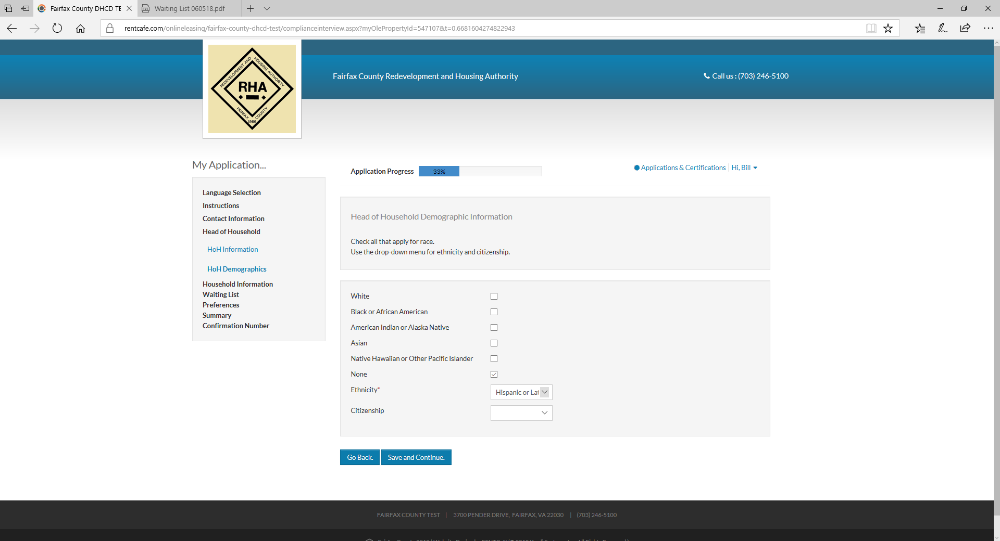 Fairfax County DHCD TE
Waiting List 060518.pdf
rentcafe.com/onlineleasing/fairfax-county-dhcd-test/complianceinterview.aspx?myOlePropertyId=547107&t=0.6681604274822943
REDEVELOPMENT AND HOUSING AUTHORITY
RHA
FAIRFAX COUNTY
1966
Fairfax County Redevelopment and Housing Authority
Call us : (703) 246-5100
My Application...
Application Progress 33%
Applications & Certifications Hi, Bill
Language Selection
Instructions
Contact Information
Head of Household
HoH Information
HoH Demographics
Household Information
Waiting List
Preferences
Summary
Confirmation Number
Head of Household Demographic Information
Check all that apply for race.
Use the drop-down menu for ethnicity and citizenship.
White
Black or African American
American Indian or Alaska Native
Asian
Native Hawaiian or Other Pacific Islander
None
Ethnicity* Hispanic or Lat
Citizenship
Go Back. Save and Continue.
FAIRFAX COUNTY TEST | 3700 PENDER DRIVE, FAIRFAX, VA 22030 | (703) 246-5100